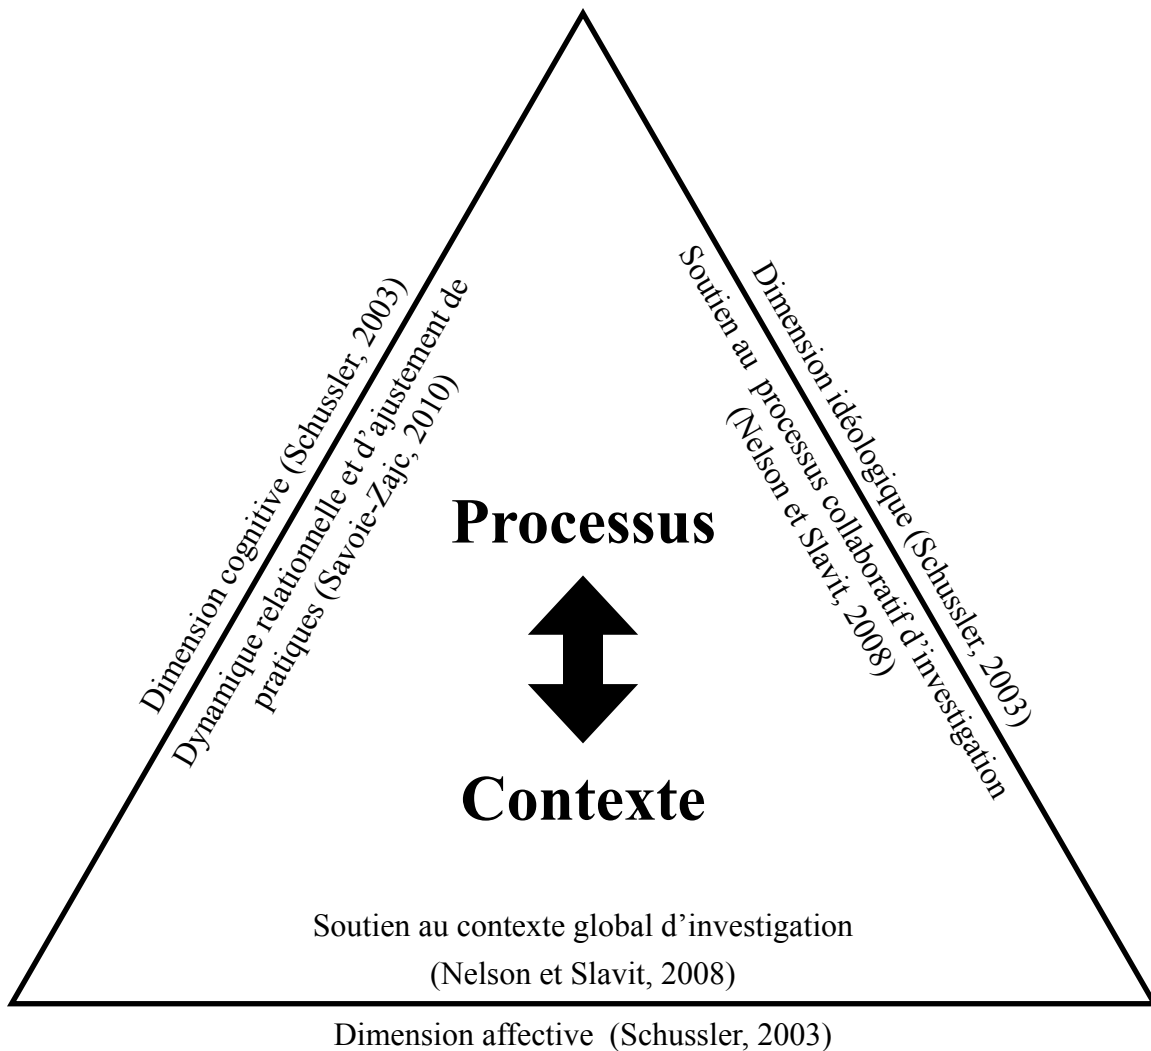 Dimension cognitive (Schussler, 2003)
Dynamique relationnelle et d’ajustement de
pratiques (Savoie-Zajc, 2010)
Dimension idéologique (Schussler, 2003)
Soutien au  processus collaboratif d’investigation
(Nelson et Slavit, 2008)
Processus
Contexte
Soutien au contexte global d’investigation
(Nelson et Slavit, 2008)
Dimension affective  (Schussler, 2003)